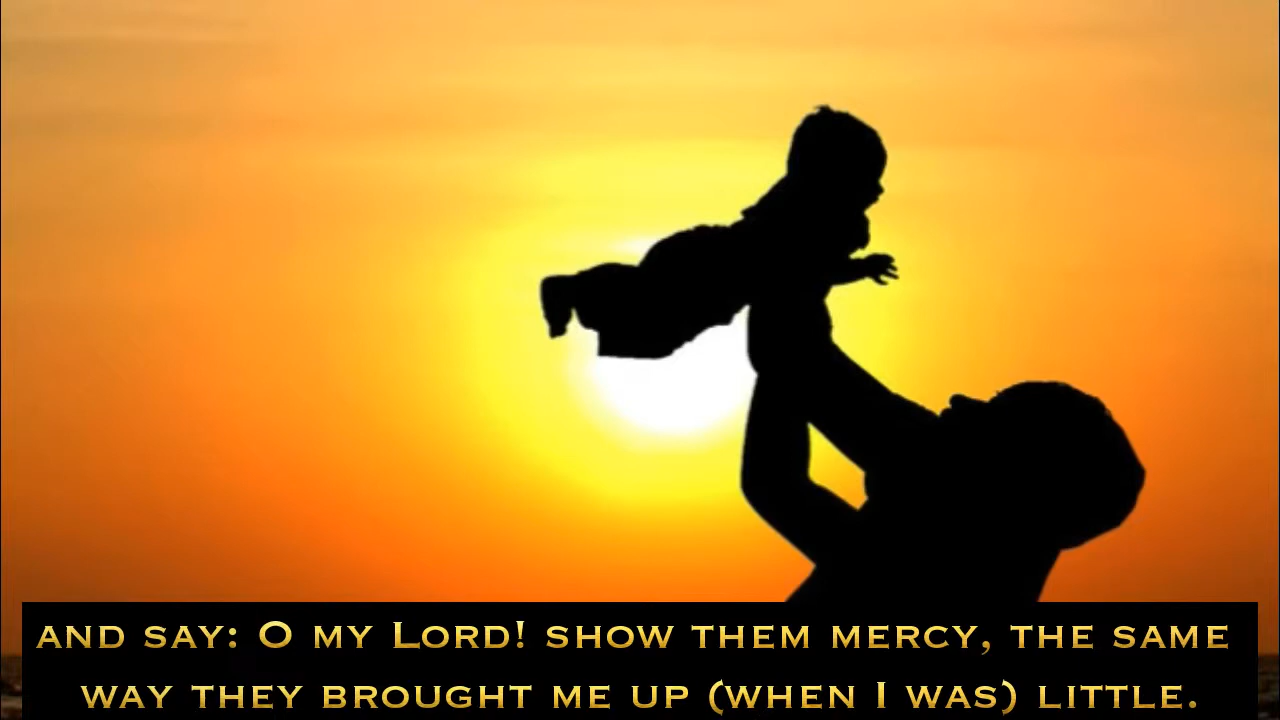 AND SAY: O MY LORD! SHOW THEM MERCY, THE SAME
WAY THEY BROUGHT ME UP (WHEN I WAS) LITTLE.